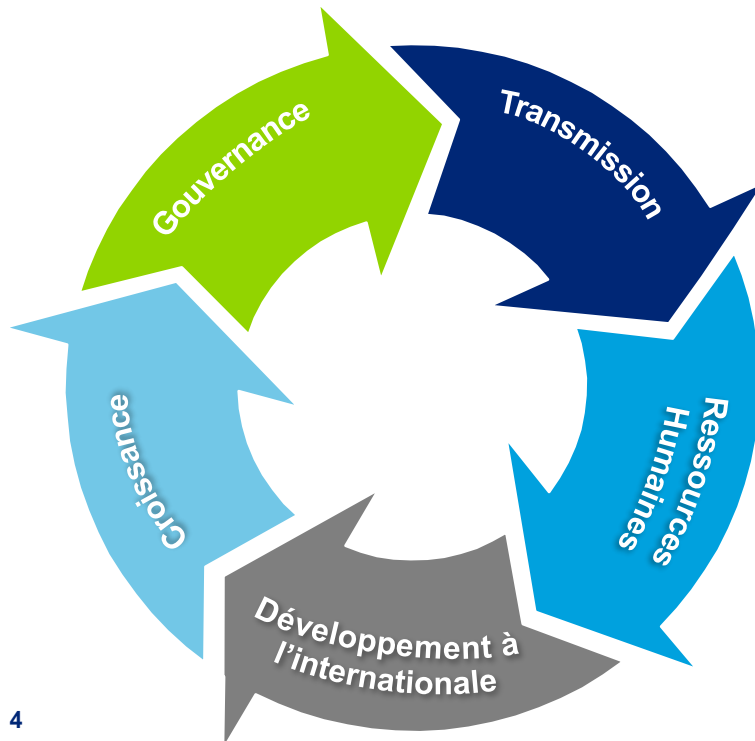 Gouvernance
Transmission
Ressources
Humaines
Développement à
l'internationale
Croissance
4